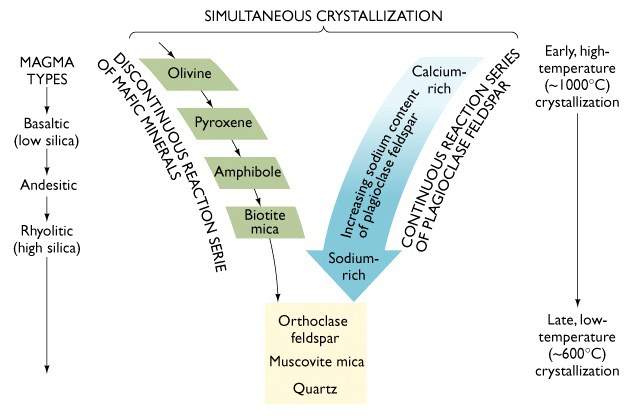 SIMULTANEOUS CRYSTALLIZATION
MAGMA
TYPES
Basaltic
(low silica)
Andesitic
Rhyolitic
(high silica)
DISCONTINUOUS REACTION SERIE
OF MAFIC MINERALS
Olivine
Pyroxene
Amphibole
Biotite
mica
Calcium-
rich
Increasing sodium content
of plagioclase feldspar
Sodium-
rich
CONTINUOUS REACTION SERIES
OF PLAGIOCLASE FELDSPAR
Early, high-
temperature
(~1000°C)
crystallization
Late, low-
temperature
(~600°C)
crystallization
Orthoclase
feldspar
Muscovite mica
Quartz